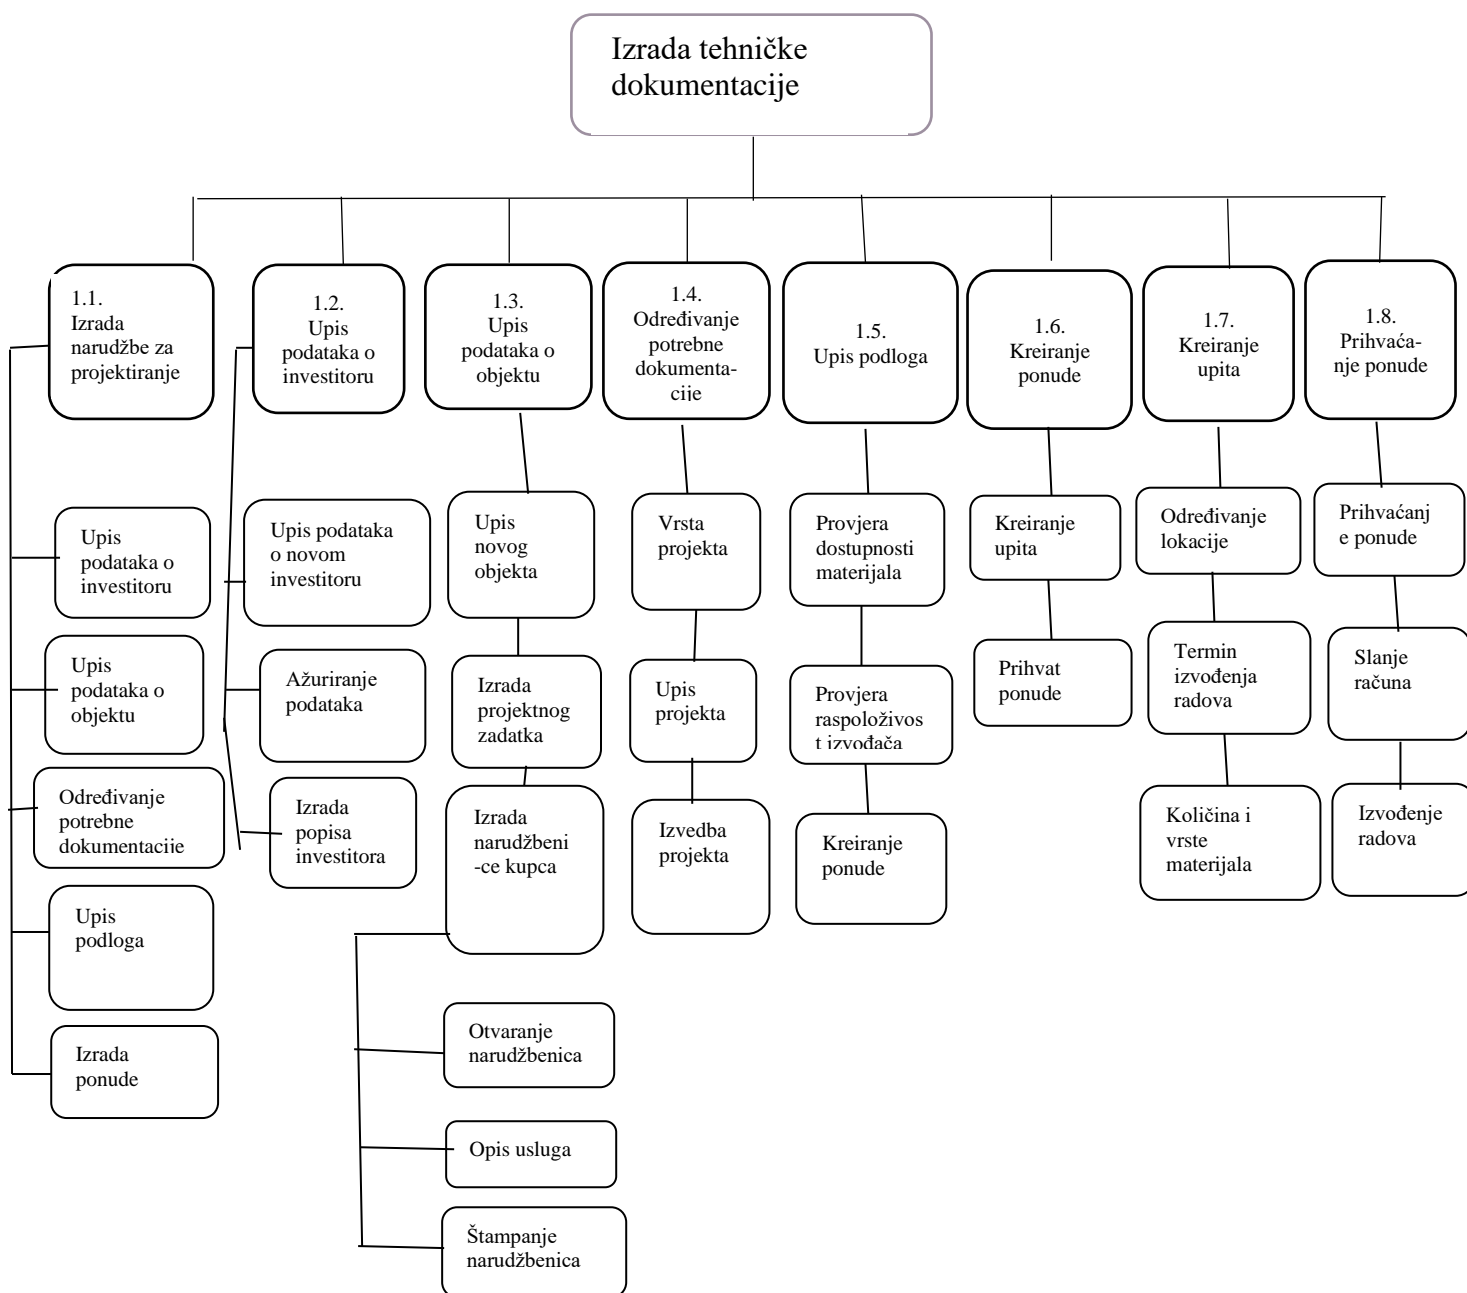 Izrada tehničke
dokumentacije
1.1.
Izrada
narudžbe za
projektiranje
1.2.
Upis
podataka o
investitoru
1.3.
Upis
podataka o
objektu
1.4.
Određivanje
potrebne
dokumenta-
cije
1.5.
Upis podloga
1.6.
Kreiranje
ponude
1.7.
Kreiranje
upita
1.8.
Prihvaća-
nje ponude
Upis
podataka o
investitoru
Upis podataka
o novom
investitoru
Upis
novog
objekta
Vrsta
projekta
Provjera
dostupnosti
materijala
Kreiranje
upita
Određivanje
lokacije
Prihvaćanj
e ponude
Upis
podataka o
objektu
Ažuriranje
podataka
Izrada
projektnog
zadatka
Upis
projekta
Provjera
raspoloživos
t izvođača
Prihvat
ponude
Termin
izvođenja
radova
Slanje
računa
Određivanje
potrebne
dokumentacije
Izrada
popisa
investitora
Izrada
narudžbeni
-ce kupca
Izvedba
projekta
Kreiranje
ponude
Količina i
vrste
materijala
Izvođenje
radova
Upis
podloga
Izrada
ponude
Otvaranje
narudžbenica
Opis usluga
Štampanje
narudžbenica